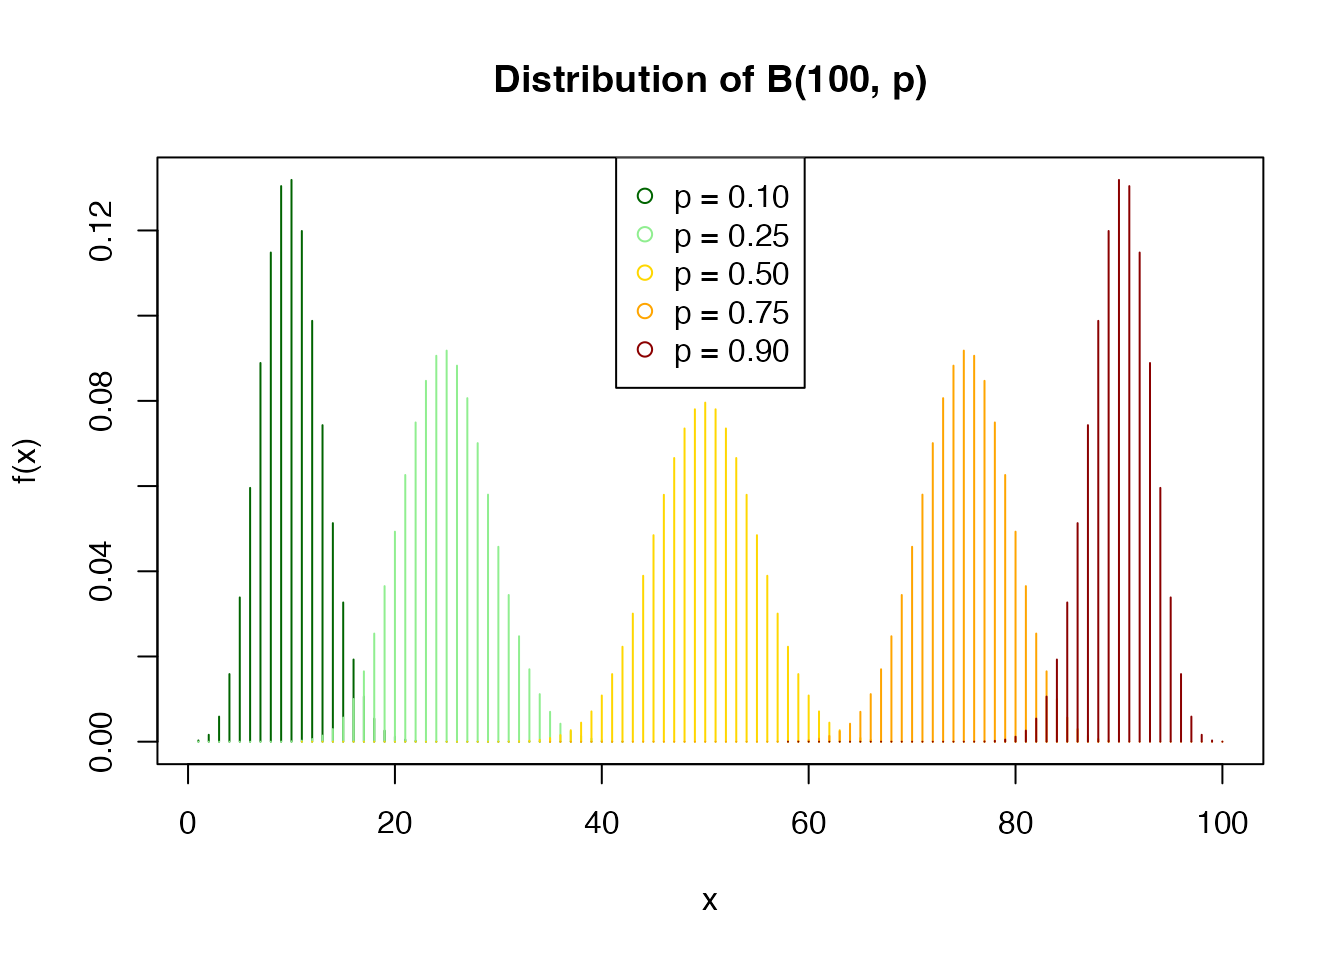 Distribution of B(100, p)
p = 0.10
p = 0.25
p = 0.50
p = 0.75
p = 0.90
f(x)
0.12
0.08
0.04
0.00
0 20 40 60 80 100
x